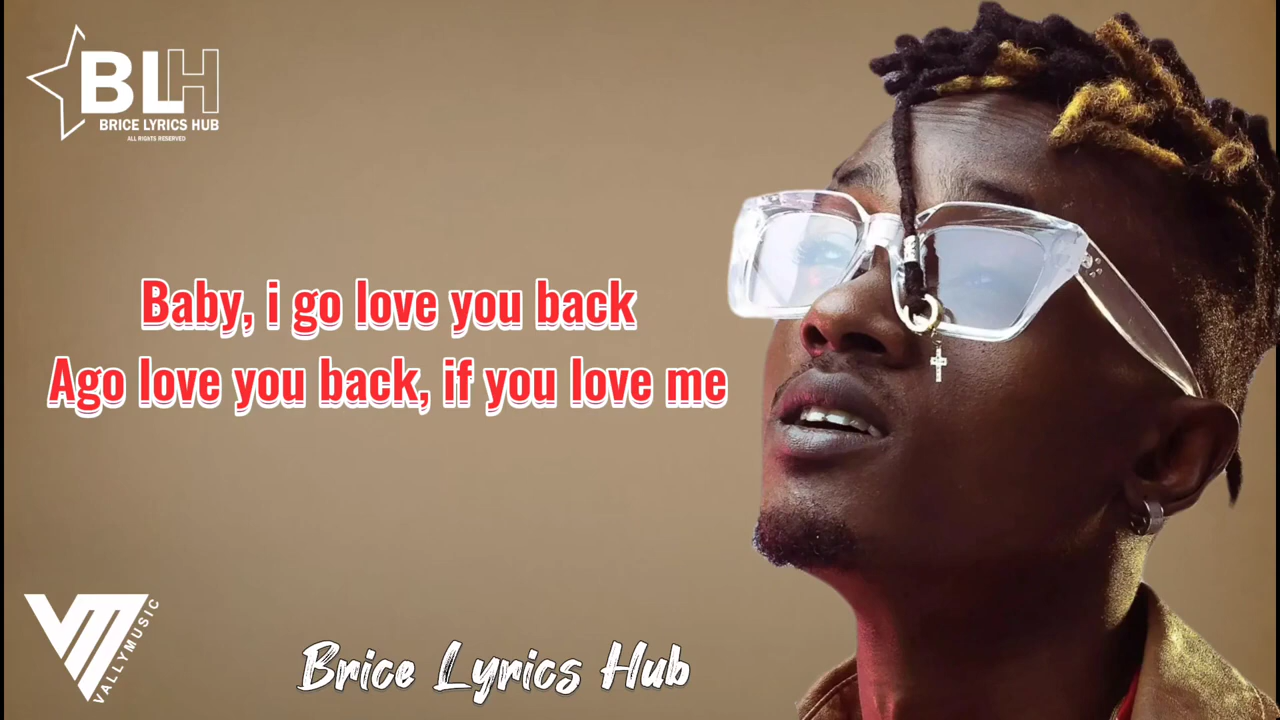 BLH
BRICE LYRICS HUB
ALL RIGHTS RESERVED
Baby, i go love you back
Ago love you back, if you love me
VM
VALLYMUSIC
Brice Lyrics Hub